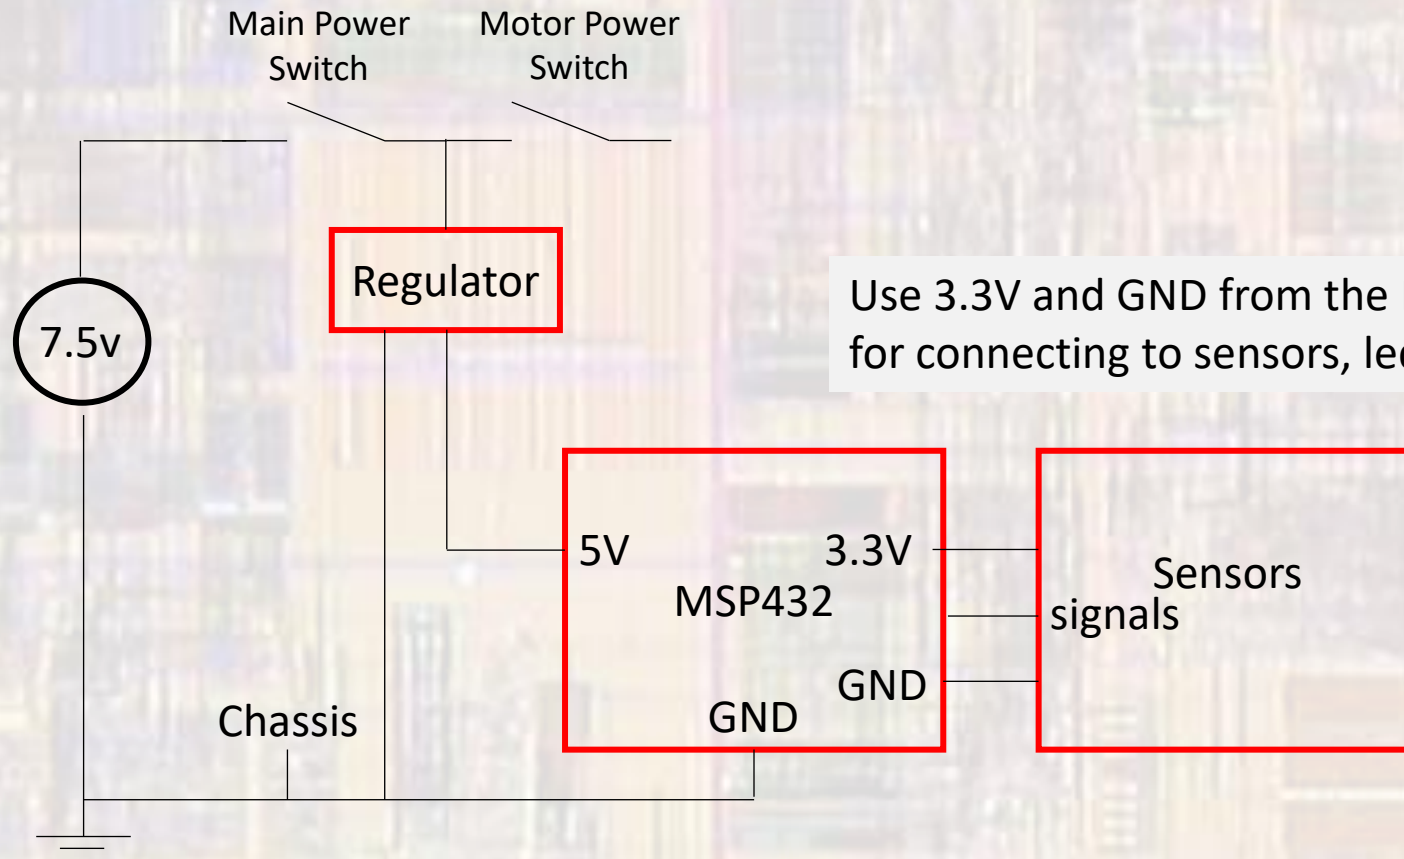 Main Power
Switch
Motor Power
Switch
Regulator
7.5v
Use 3.3V and GND from the
for connecting to sensors,
5V
3.3V
MSP432
Sensors
signals
GND
GND
Chassis